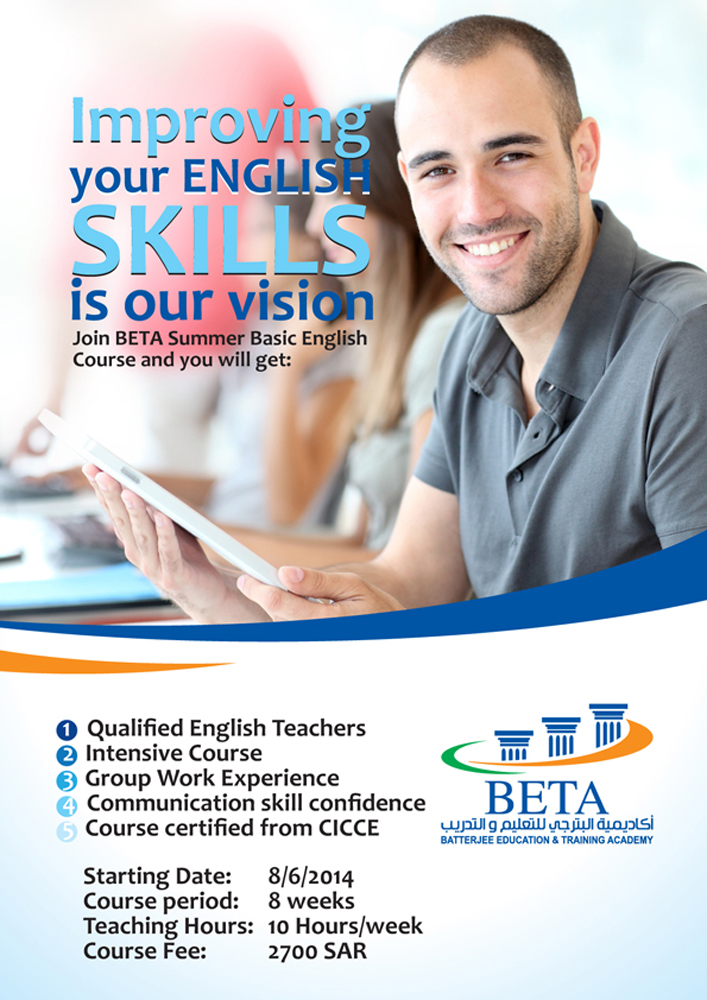 Improving
your ENGLISH
SKILLS
is our vision
Join BETA Summer Basic English
Course and you will get:
1 Qualified English Teachers
2 Intensive Course
3 Group Work Experience
4 Communication skill confidence
5 Course certified from CICCE
BETA
أكاديمية البترجي للتعليم و التدريب
BATTERJEE EDUCATION & TRAINING ACADEMY
Starting Date: 8/6/2014
Course period: 8 weeks
Teaching Hours: 10 Hours/week
Course Fee: 2700 SAR